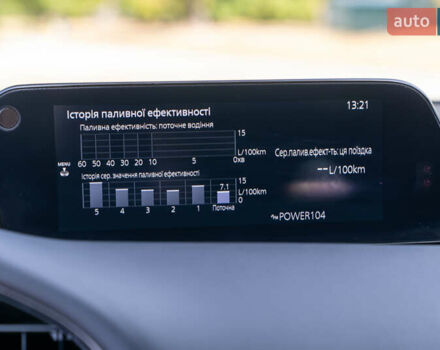 auto
Історія паливної ефективності
13:21
Паливна ефективність: поточне водіння
15
L/100km
0
60 50 40 30 20 10 5 0хв
MENU
Сер.палив.ефект-ть: ця поїздка
--L/100km
Історія сер. значення паливної ефективності
15
7.1
L/100km
0
5 4 3 2 1 Поточна
POWER104